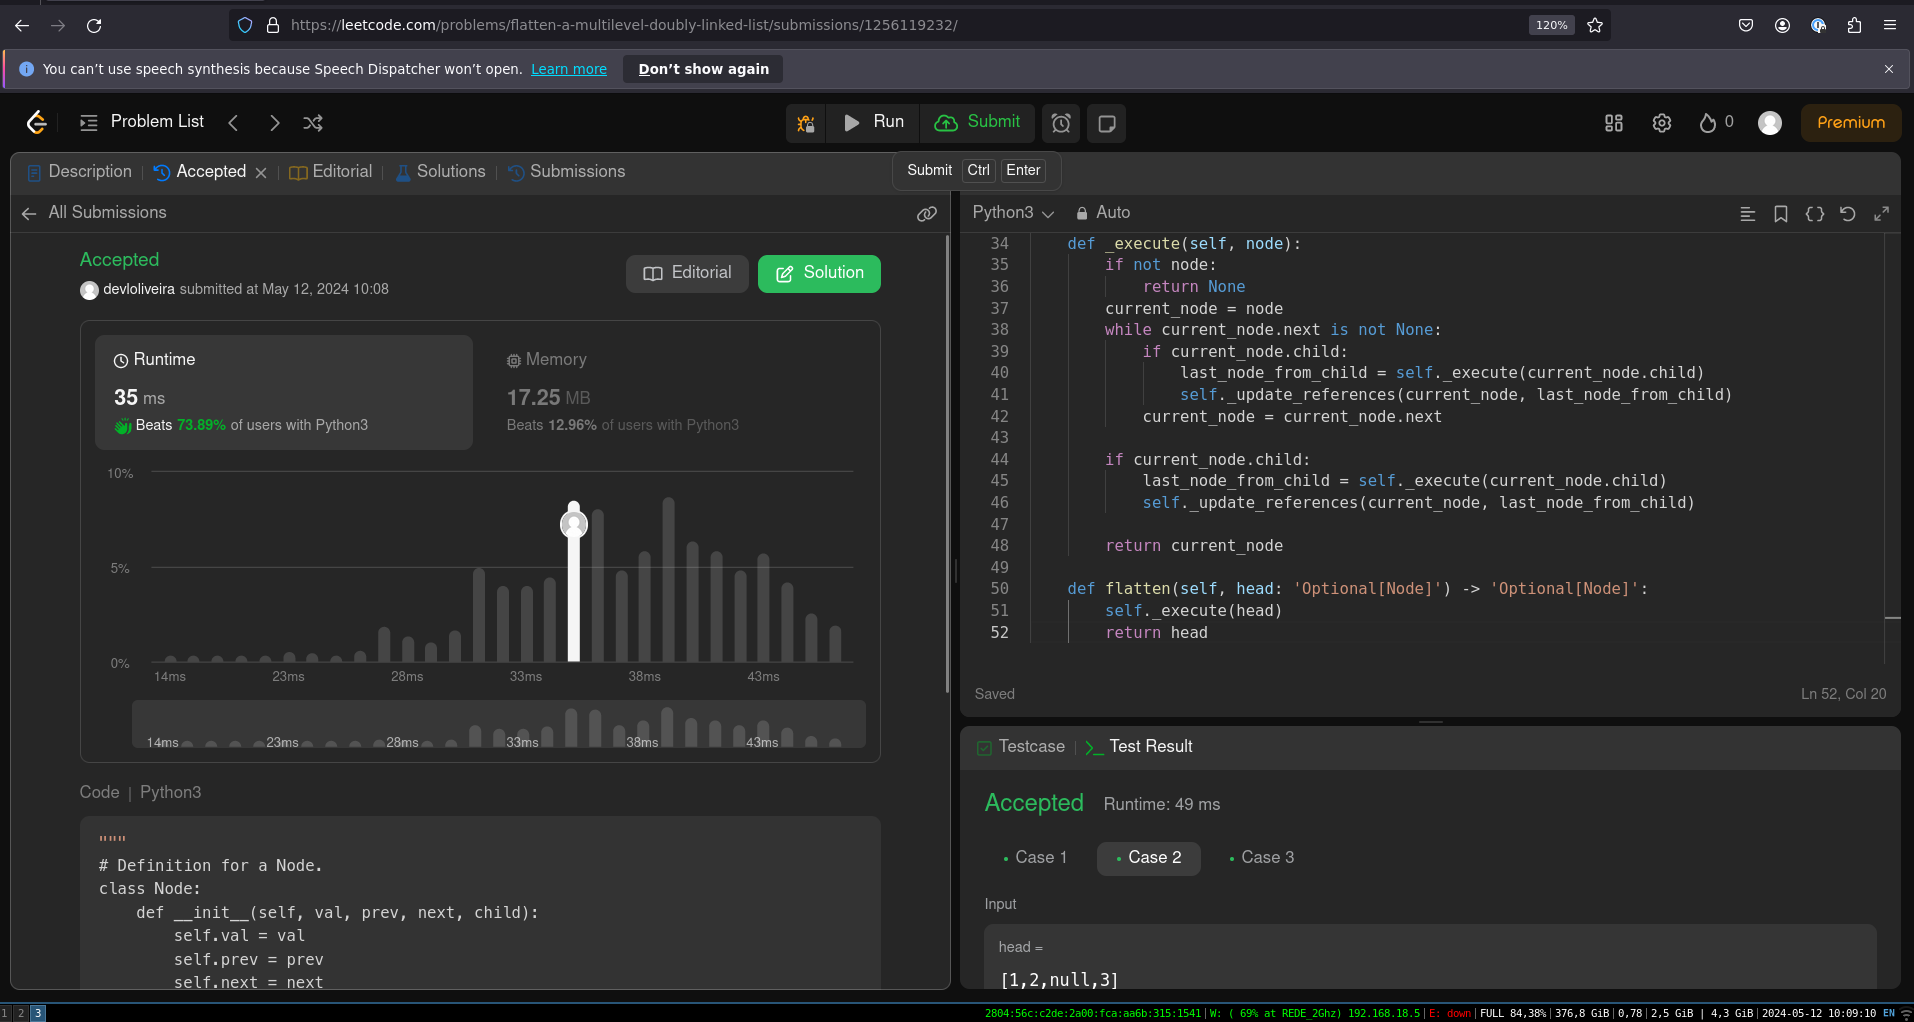 https://leetcode.com/problems/flatten-a-multilevel-doubly-linked-list/submissions/1256119232/
120%
You can't use speech synthesis because Speech Dispatcher won't open. Learn more Don't show again
Problem List
Run
Submit
0
Premium
Description
Accepted
Editorial
Solutions
Submissions
Submit Ctrl Enter
All Submissions
Accepted
devloliveira submitted at May 12, 2024 10:08
Editorial
Solution
Runtime
35 ms
Beats 73.89% of users with Python3
Memory
17.25 MB
Beats 12.96% of users with Python3
10%
5%
0%
14ms 23ms 28ms 33ms 38ms 43ms
14ms 23ms 28ms 33ms 38ms 43ms
Code | Python3
"""
# Definition for a Node.
class Node:
    def __init__(self, val, prev, next, child):
        self.val = val
        self.prev = prev
        self.next = next
Python3
Auto
34     def _execute(self, node):
35         if not node:
36             return None
37         current_node = node
38         while current_node.next is not None:
39             if current_node.child:
40                 last_node_from_child = self._execute(current_node.child)
41                 self._update_references(current_node, last_node_from_child)
42             current_node = current_node.next
43
44         if current_node.child:
45             last_node_from_child = self._execute(current_node.child)
46             self._update_references(current_node, last_node_from_child)
47
48         return current_node
49
50     def flatten(self, head: 'Optional[Node]') -> 'Optional[Node]':
51         self._execute(head)
52         return head
Saved
Ln 52, Col 20
Testcase
Test Result
Accepted Runtime: 49 ms
Case 1
Case 2
Case 3
Input
head =
[1,2,null,3]
1 2 3
2804:56c:c2de:2a00:fca:aa6b:315:1541|W: ( 69% at REDE_2Ghz) 192.168.18.5|E: down|FULL 84,38%|376,8 GiB|0,78|2,5 GiB | 4,3 GiB|2024-05-12 10:09:10 EN